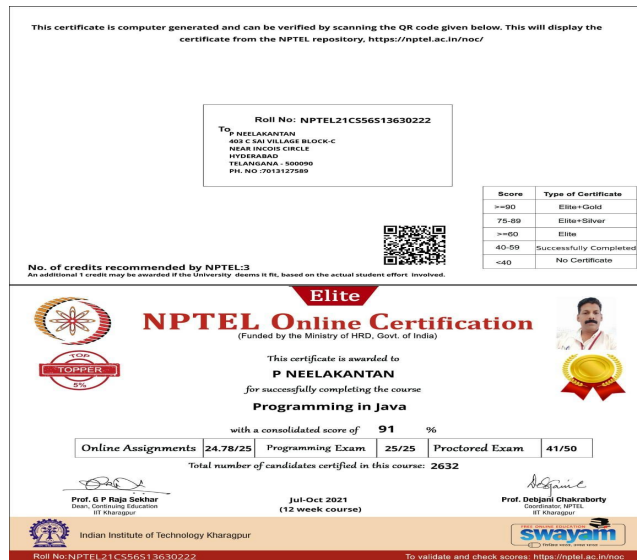 This certificate is computer generated and can be verified by scanning the QR code given below. This will display the
certificate from the NPTEL repository, https://nptel.ac.in/noc/
Roll No: NPTEL21CS56S13630222
To
P NEELAKANTAN
403 C SAI VILLAGE BLOCK-C
NEAR INCOIS CIRCLE
HYDERABAD
TELANGANA - 500090
PH. NO :7013127589
Score Type of Certificate
>=90 Elite+Gold
75-89 Elite+Silver
>=60 Elite
40-59 Successfully Completed
<40 No Certificate
No. of credits recommended by NPTEL:3
An additional 1 credit may be awarded if the University deems it fit, based on the actual student effort involved.
Elite
NPTEL Online Certification
(Funded by the Ministry of HRD, Govt. of India)
TOP
TOPPER
5%
This certificate is awarded to
P NEELAKANTAN
for successfully completing the course
Programming in Java
with a consolidated score of 91 %
Online Assignments 24.78/25 Programming Exam 25/25 Proctored Exam 41/50
Total number of candidates certified in this course: 2632
Prof. G P Raja Sekhar
Dean, Continuing Education
IIT Kharagpur
Jul-Oct 2021
(12 week course)
Prof. Debjani Chakraborty
Coordinator, NPTEL
IIT Kharagpur
Indian Institute of Technology Kharagpur
FREE ONLINE EDUCATION
swayam
Roll No:NPTEL21CS56S13630222
To validate and check scores: https://nptel.ac.in/noc